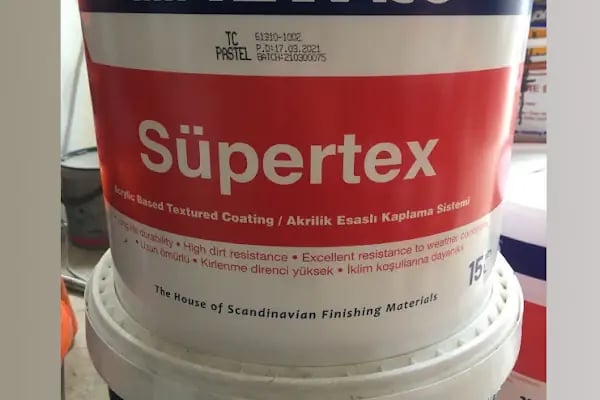 TC
PASTEL
61310-1002
P.D:17.03.2021
BATCH:210300075
Süpertex
Acrylic Based Textured Coating / Akrilik Esaslı Kaplama Sistemi
durability • High dirt resistance • Excellent resistance to weather
• Uzun ömürlü • Kirlenme direnci yüksek • İklim koşullarına dayanıklı
15
The House of Scandinavian Finishing Materials